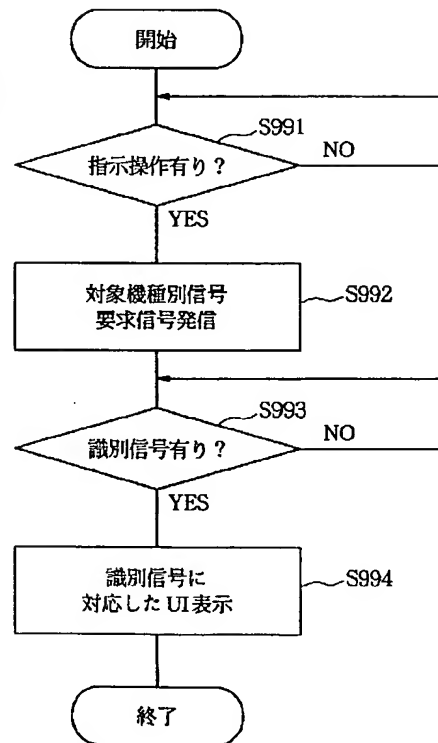 開始
S991
指示操作有り？
NO
YES
対象機種別信号
要求信号発信
S992
S993
識別信号有り？
NO
YES
識別信号に
対応したUI表示
S994
終了